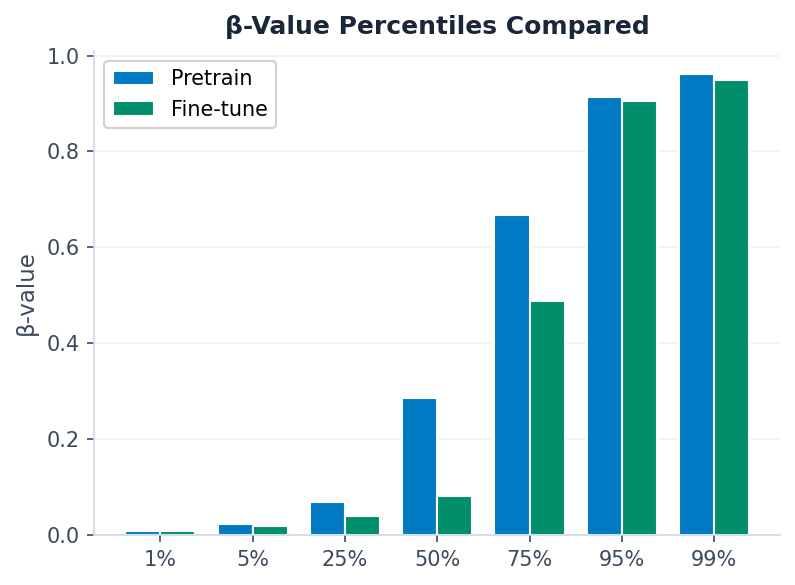 β-Value Percentiles Compared
Pretrain
Fine-tune
β-value
1.0
0.8
0.6
0.4
0.2
0.0
1% 5% 25% 50% 75% 95% 99%